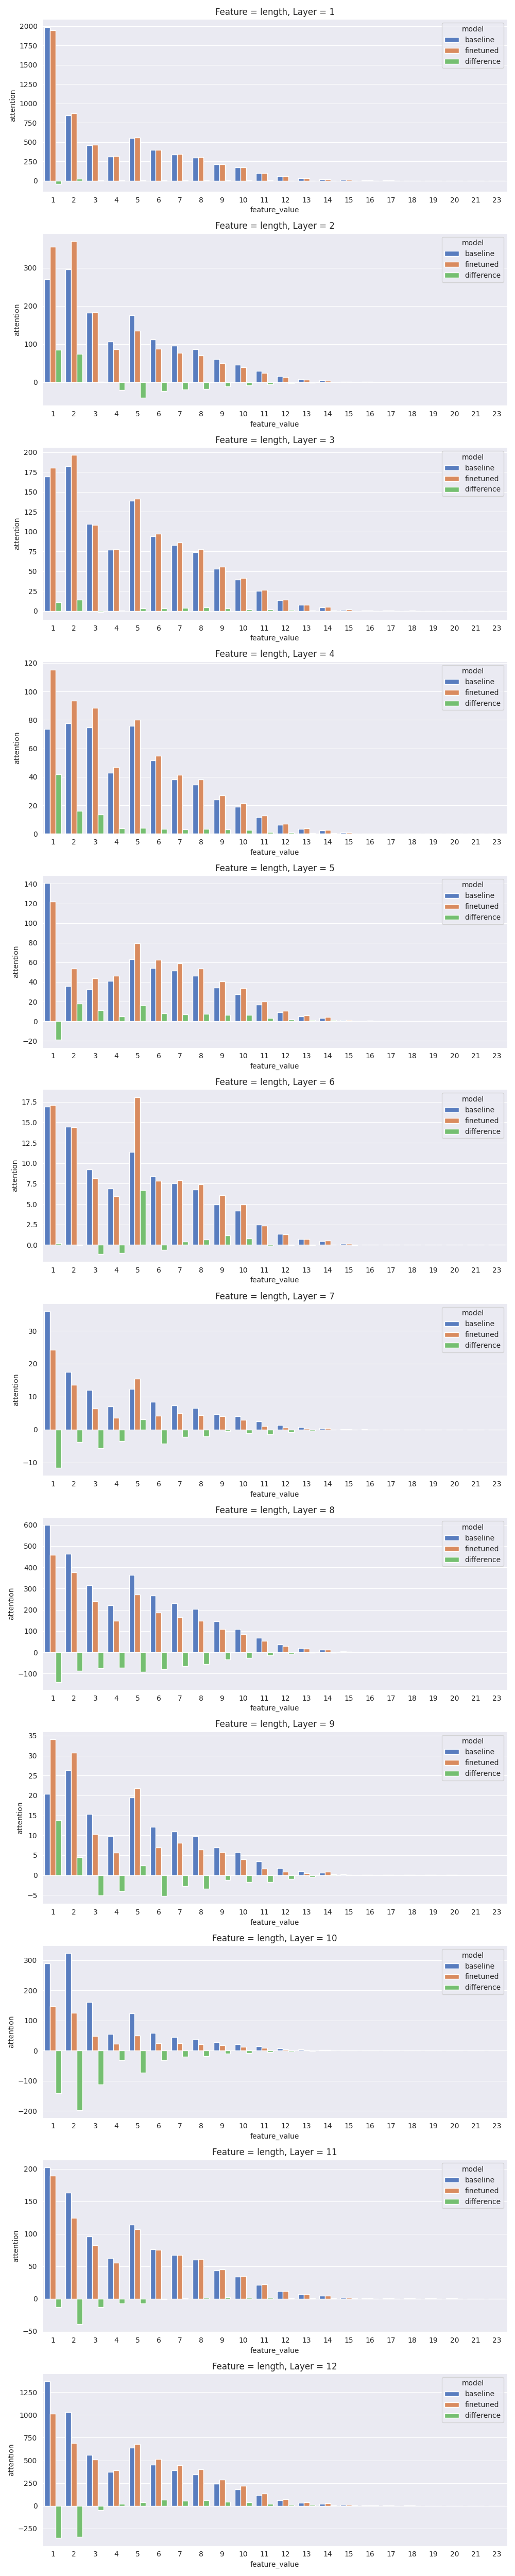 Feature = length, Layer = 1
model
baseline
finetuned
difference
attention
2000
1750
1500
1250
1000
750
500
250
0
1 2 3 4 5 6 7 8 9 10 11 12 13 14 15 16 17 18 19 20 21 23
feature_value
Feature = length, Layer = 2
model
baseline
finetuned
difference
attention
300
200
100
0
1 2 3 4 5 6 7 8 9 10 11 12 13 14 15 16 17 18 19 20 21 23
feature_value
Feature = length, Layer = 3
model
baseline
finetuned
difference
attention
200
175
150
125
100
75
50
25
0
1 2 3 4 5 6 7 8 9 10 11 12 13 14 15 16 17 18 19 20 21 23
feature_value
Feature = length, Layer = 4
model
baseline
finetuned
difference
attention
120
100
80
60
40
20
0
1 2 3 4 5 6 7 8 9 10 11 12 13 14 15 16 17 18 19 20 21 23
feature_value
Feature = length, Layer = 5
model
baseline
finetuned
difference
attention
140
120
100
80
60
40
20
0
−20
1 2 3 4 5 6 7 8 9 10 11 12 13 14 15 16 17 18 19 20 21 23
feature_value
Feature = length, Layer = 6
model
baseline
finetuned
difference
attention
17.5
15.0
12.5
10.0
7.5
5.0
2.5
0.0
1 2 3 4 5 6 7 8 9 10 11 12 13 14 15 16 17 18 19 20 21 23
feature_value
Feature = length, Layer = 7
model
baseline
finetuned
difference
attention
30
20
10
0
−10
1 2 3 4 5 6 7 8 9 10 11 12 13 14 15 16 17 18 19 20 21 23
feature_value
Feature = length, Layer = 8
model
baseline
finetuned
difference
attention
600
500
400
300
200
100
0
−100
1 2 3 4 5 6 7 8 9 10 11 12 13 14 15 16 17 18 19 20 21 23
feature_value
Feature = length, Layer = 9
model
baseline
finetuned
difference
attention
35
30
25
20
15
10
5
0
−5
1 2 3 4 5 6 7 8 9 10 11 12 13 14 15 16 17 18 19 20 21 23
feature_value
Feature = length, Layer = 10
model
baseline
finetuned
difference
attention
300
200
100
0
−100
−200
1 2 3 4 5 6 7 8 9 10 11 12 13 14 15 16 17 18 19 20 21 23
feature_value
Feature = length, Layer = 11
model
baseline
finetuned
difference
attention
200
150
100
50
0
−50
1 2 3 4 5 6 7 8 9 10 11 12 13 14 15 16 17 18 19 20 21 23
feature_value
Feature = length, Layer = 12
model
baseline
finetuned
difference
attention
1250
1000
750
500
250
0
−250
1 2 3 4 5 6 7 8 9 10 11 12 13 14 15 16 17 18 19 20 21 23
feature_value